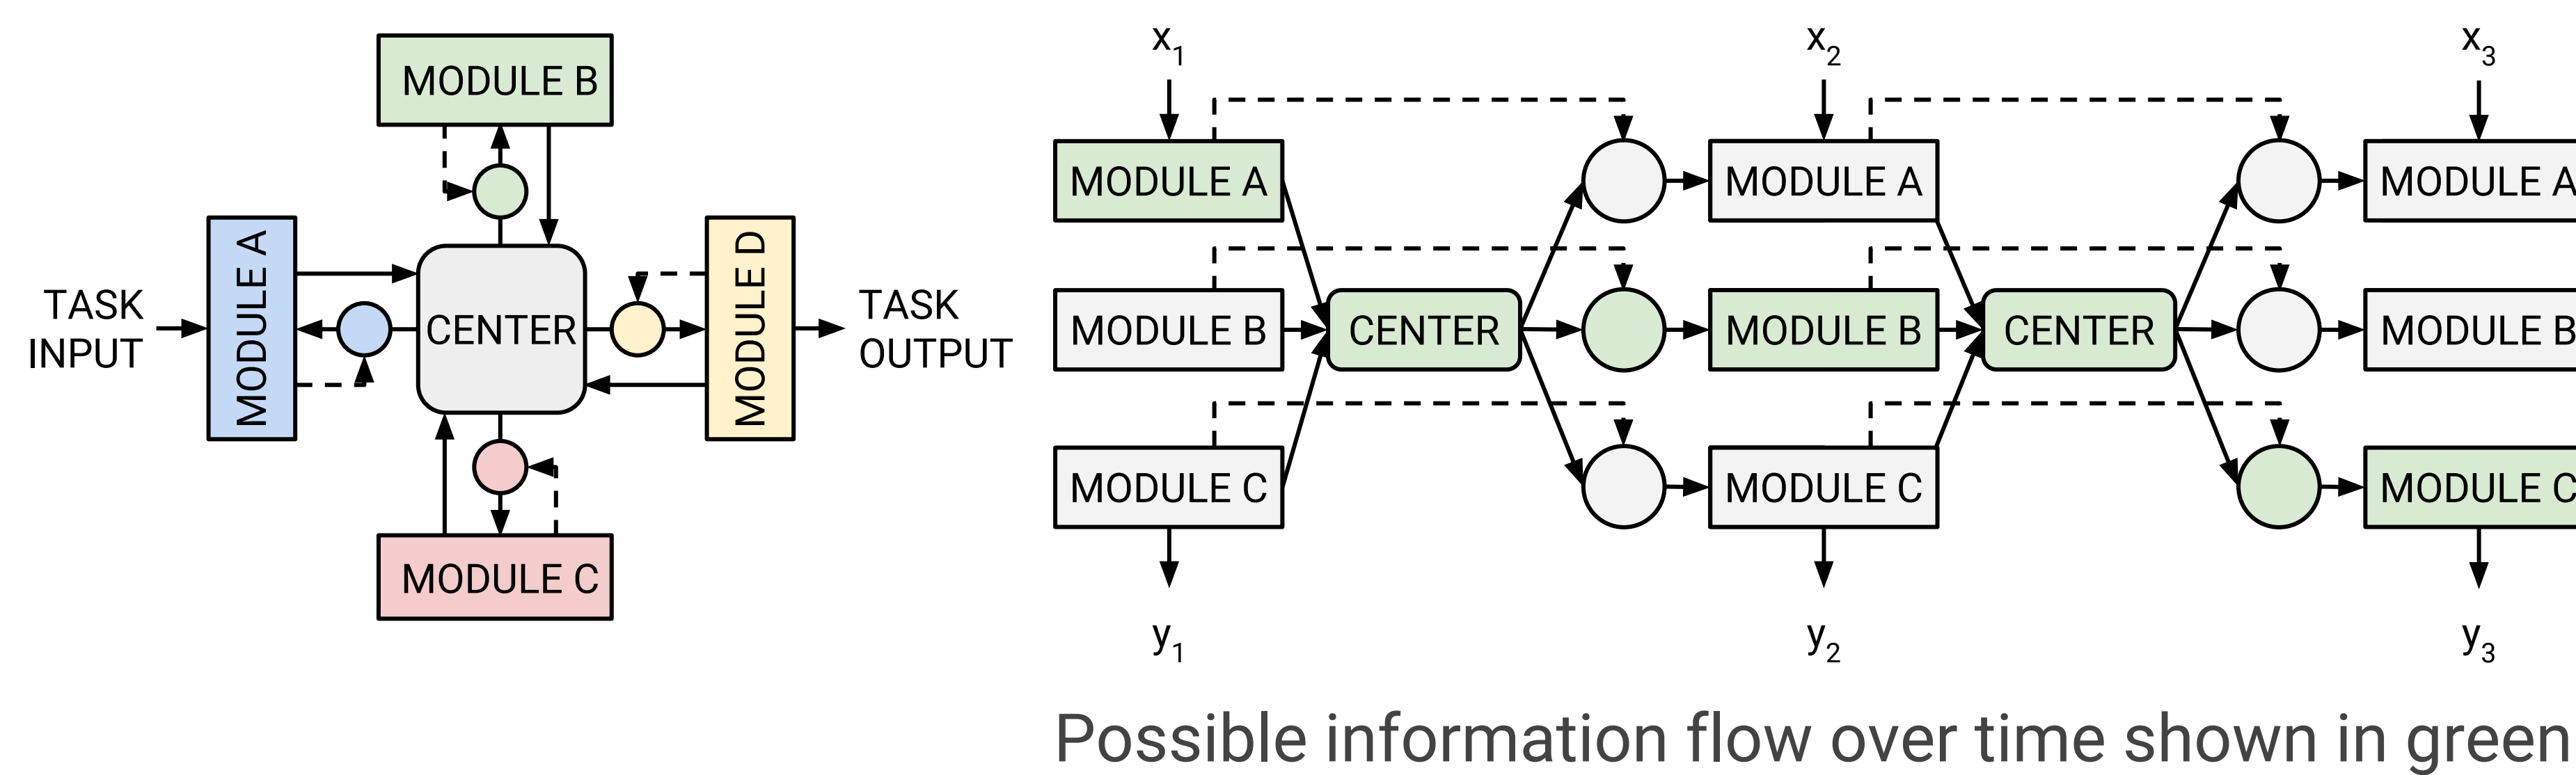 MODULE B
MODULE A
MODULE D
TASK
INPUT
CENTER
TASK
OUTPUT
MODULE C
x1
x2
x3
MODULE A
MODULE A
MODULE A
MODULE B
CENTER
MODULE B
CENTER
MODULE B
MODULE C
MODULE C
MODULE C
y1
y2
y3
Possible information flow over time shown in green